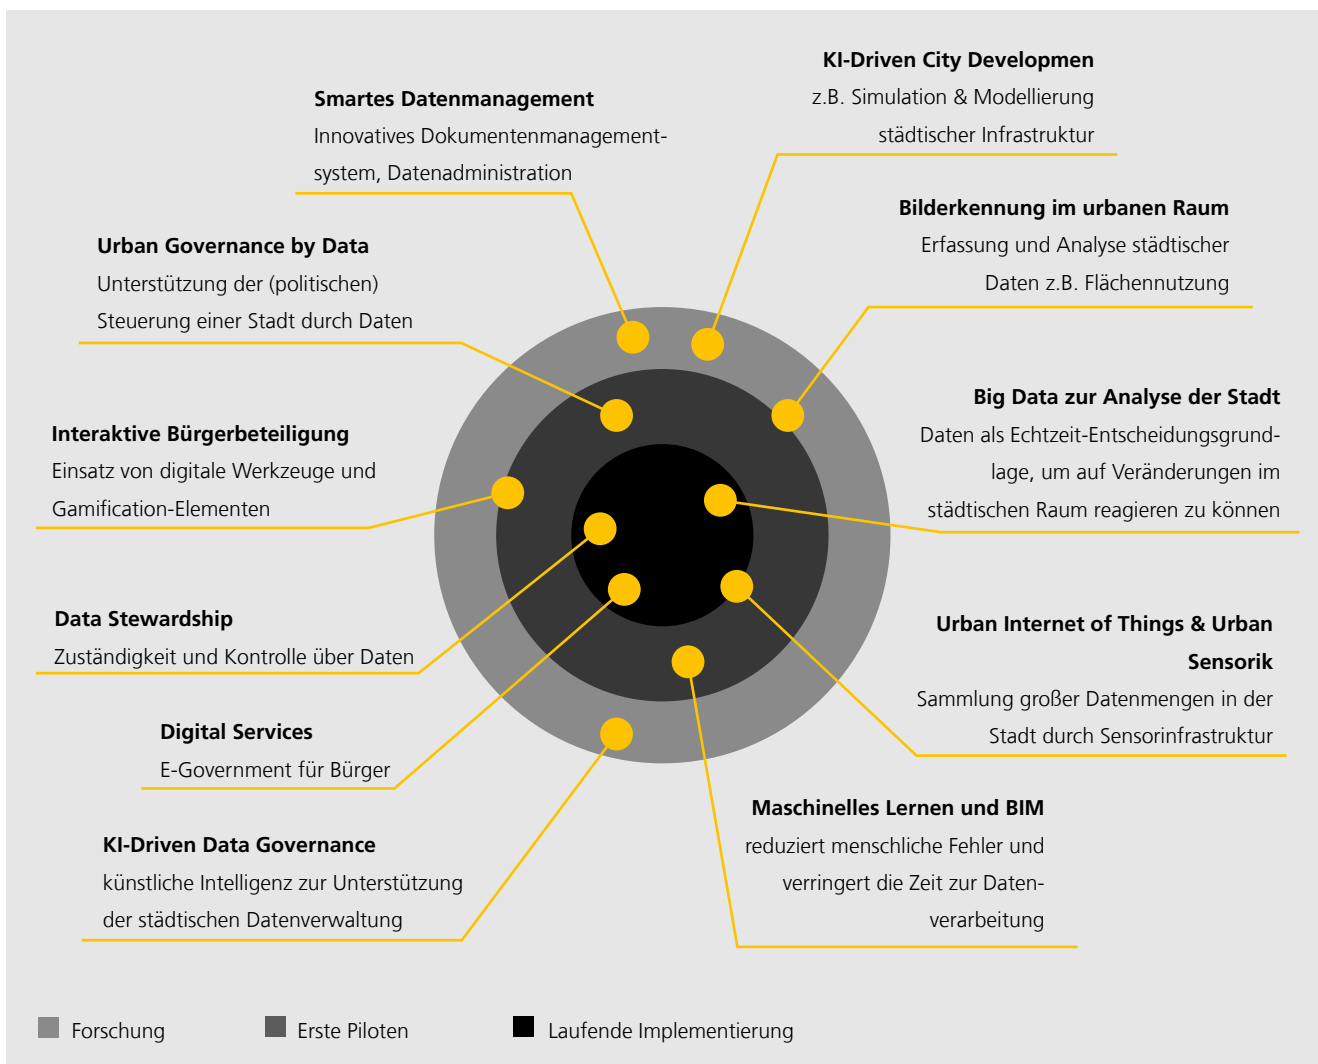 KI-Driven City Developmen
z.B. Simulation & Modellierung
städtischer Infrastruktur
Smartes Datenmanagement
Innovatives Dokumentenmanagement-
system, Datenadministration
Bilderkennung im urbanen Raum
Erfassung und Analyse städtischer
Daten z.B. Flächennutzung
Urban Governance by Data
Unterstützung der (politischen)
Steuerung einer Stadt durch Daten
Big Data zur Analyse der Stadt
Daten als Echtzeit-Entscheidungsgrund-
lage, um auf Veränderungen im
städtischen Raum reagieren zu können
Interaktive Bürgerbeteiligung
Einsatz von digitale Werkzeuge und
Gamification-Elementen
Data Stewardship
Zuständigkeit und Kontrolle über Daten
Urban Internet of Things & Urban
Sensorik
Sammlung großer Datenmengen in der
Stadt durch Sensorinfrastruktur
Digital Services
E-Government für Bürger
Maschinelles Lernen und BIM
reduziert menschliche Fehler und
verringert die Zeit zur Daten-
verarbeitung
KI-Driven Data Governance
künstliche Intelligenz zur Unterstützung
der städtischen Datenverwaltung
Forschung
Erste Piloten
Laufende Implementierung